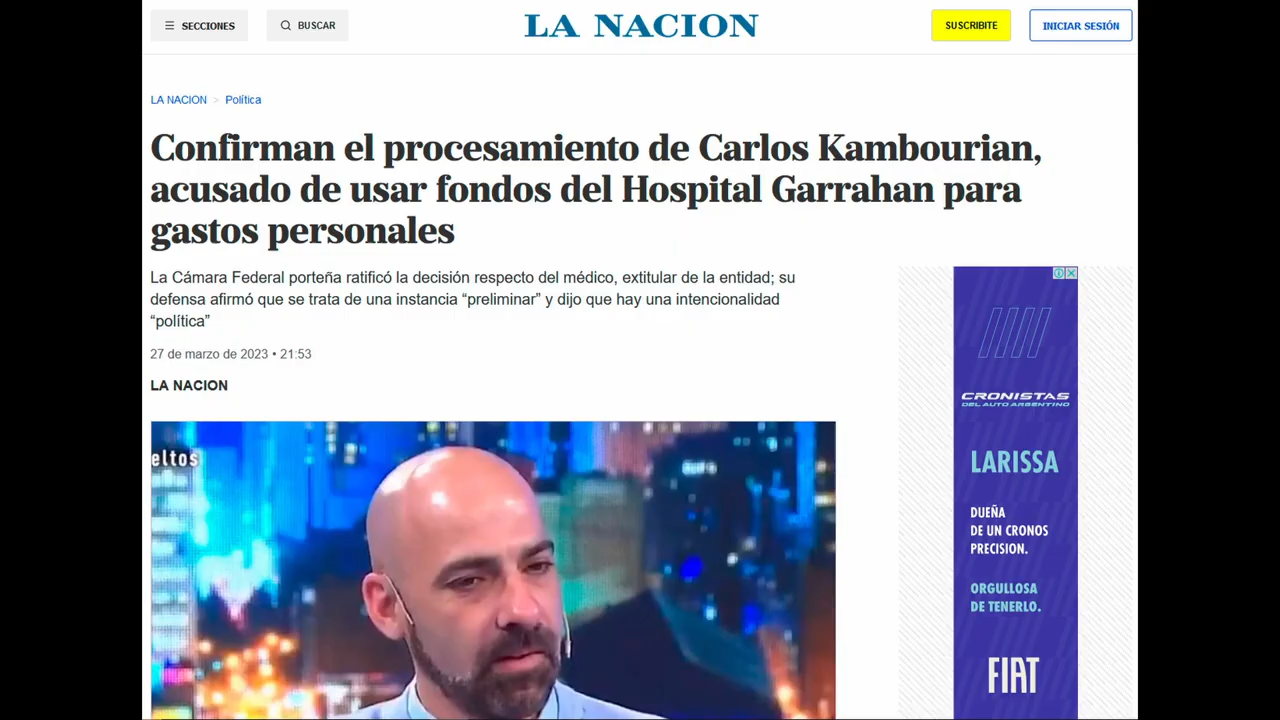 SECCIONES
BUSCAR
LA NACION
SUSCRIBITE
INICIAR SESIÓN
LA NACION > Política
Confirman el procesamiento de Carlos Kambourian,
acusado de usar fondos del Hospital Garrahan para
gastos personales
La Cámara Federal porteña ratificó la decisión respecto del médico, extitular de la entidad; su
defensa afirmó que se trata de una instancia “preliminar” y dijo que hay una intencionalidad
“política”
27 de marzo de 2023 • 21:53
LA NACION
eltos
CRONISTAS
DEL AUTO ARGENTINO
LARISSA
DUEÑA
DE UN CRONOS
PRECISION.
ORGULLOSA
DE TENERLO.
FIAT